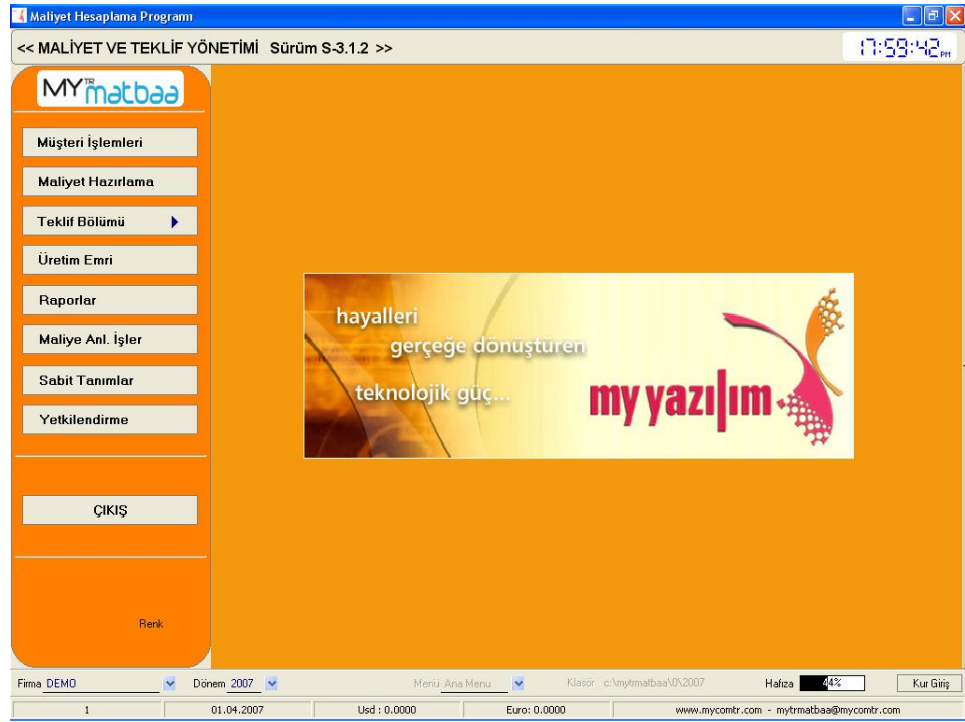 Maliyet Hesaplama Programı
<< MALİYET VE TEKLİF YÖNETİMİ Sürüm S-3.1.2 >>
17:59:42 PM
MY TR matbaa
Müşteri İşlemleri
Maliyet Hazırlama
Teklif Bölümü
Üretim Emri
Raporlar
Maliye Anl. İşler
Sabit Tanımlar
Yetkilendirme
ÇIKIŞ
Renk
hayalleri
gerçeğe dönüştüren
teknolojik güç...
my yazılım
Firma DEMO Dönem 2007 Menü Ana Menu Klasör c:\mytrmatbaa\0\2007 Hafıza 44% Kur Giriş
1 01.04.2007 Usd : 0.0000 Euro: 0.0000 www.mycomtr.com - mytrmatbaa@mycomtr.com